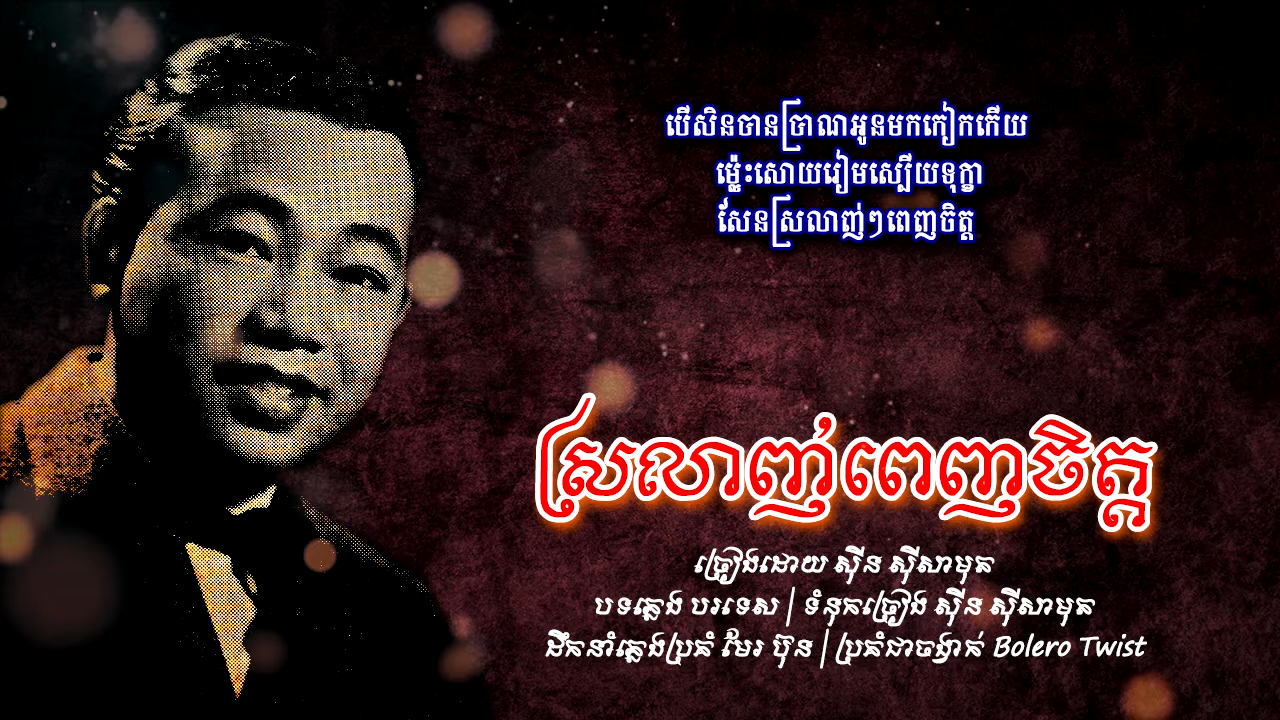 បើសិនបានប្រាណអូនមកកៀកកើយ
ម្ល៉េះសោយរៀមស្បើយទុក្ខា
សែនស្រលាញ់ៗពេញចិត្ត
ស្រលាញ់ពេញចិត្ត
ច្រៀងដោយ ស៊ីន ស៊ីសាមុត
បទភ្លេង បរទេស | ទំនុកច្រៀង ស៊ីន ស៊ីសាមុត
ដឹកនាំភ្លេងប្រគំ មែរ ប៊ុន | ប្រគំជាចង្វាក់ Bolero Twist